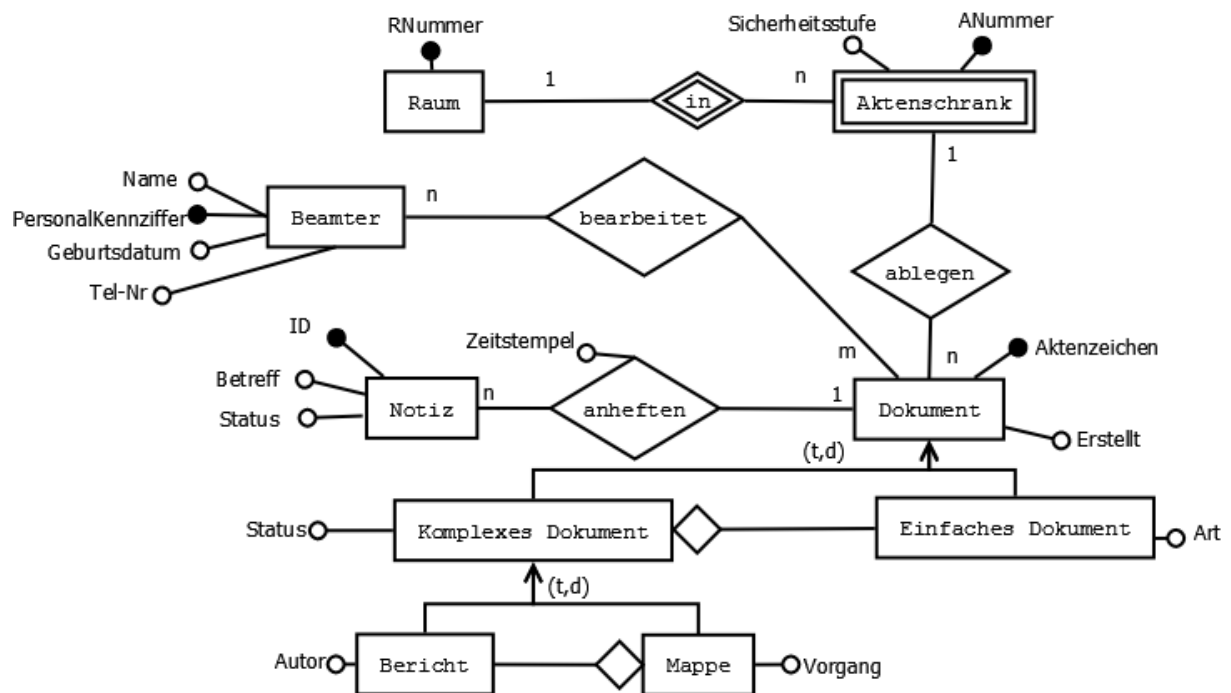 RNummer
Sicherheitsstufe
ANummer
Raum
1
in
n
Aktenschrank
1
Name
PersonalKennziffer
Geburtsdatum
Tel-Nr
Beamter
n
bearbeitet
m
ablegen
n
ID
Betreff
Status
Notiz
n
Zeitstempel
anheften
1
Dokument
Aktenzeichen
Erstellt
(t,d)
Status
Komplexes Dokument
Einfaches Dokument
Art
(t,d)
Autor
Bericht
Mappe
Vorgang